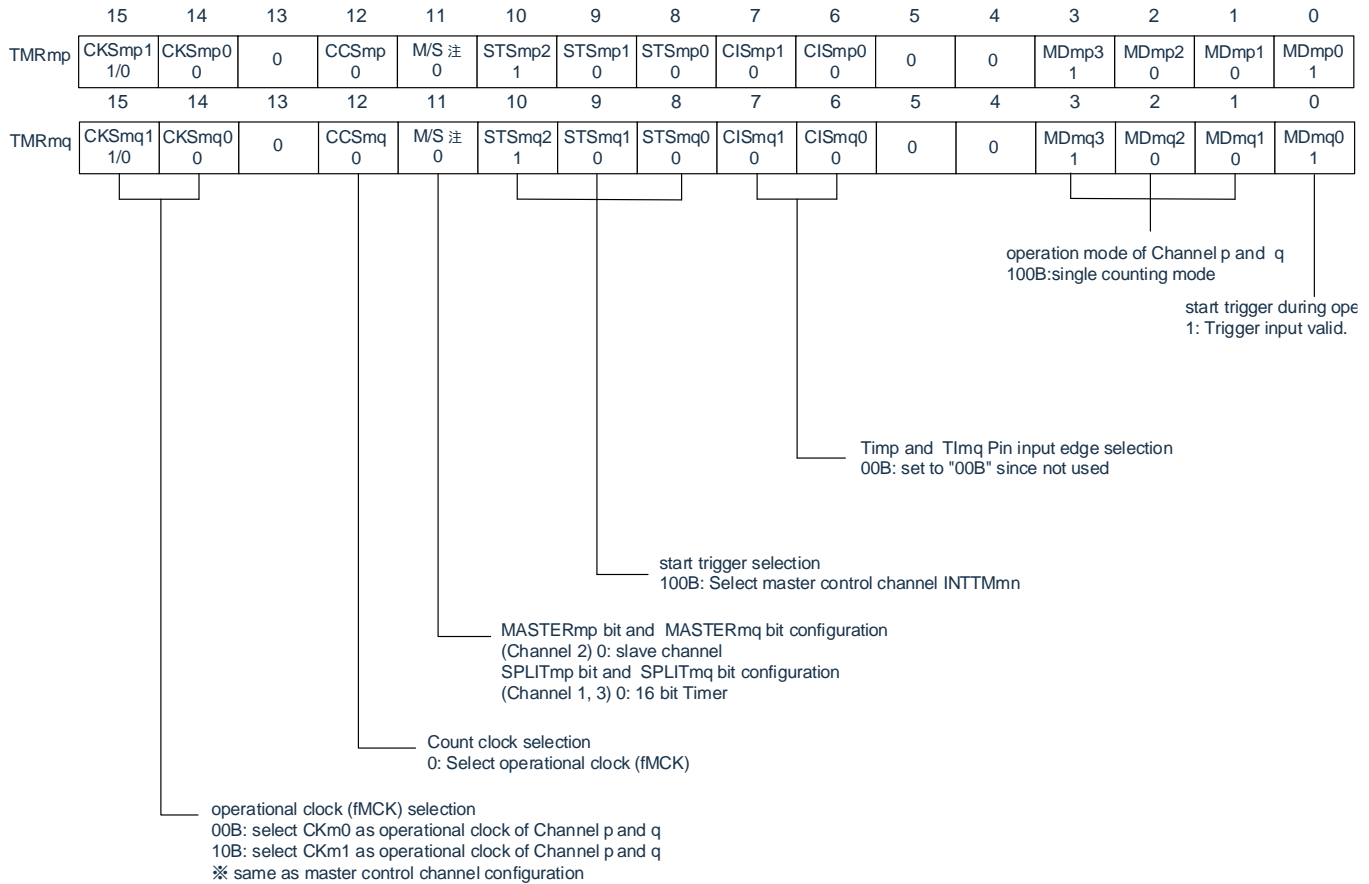 15 14 13 12 11 10 9 8 7 6 5 4 3 2 1 0
TMRmp CKSmp1 CKSmp0 0 CCSmp M/S 注 STSmp2 STSmp1 STSmp0 CISmp1 CISmp0 0 0 MDmp3 MDmp2 MDmp1 MDmp0
1/0 0 0 0 1 0 0 0 0 1 0 0 1
15 14 13 12 11 10 9 8 7 6 5 4 3 2 1 0
TMRmq CKSmq1 CKSmq0 0 CCSmq M/S 注 STSmq2 STSmq1 STSmq0 CISmq1 CISmq0 0 0 MDmq3 MDmq2 MDmq1 MDmq0
1/0 0 0 0 1 0 0 0 0 1 0 0 1
operation mode of Channel p and q
100B:single counting mode
start trigger during ope
1: Trigger input valid.
Timp and TImq Pin input edge selection
00B: set to "00B" since not used
start trigger selection
100B: Select master control channel INTTMmn
MASTERmp bit and MASTERmq bit configuration
(Channel 2) 0: slave channel
SPLITmp bit and SPLITmq bit configuration
(Channel 1, 3) 0: 16 bit Timer
Count clock selection
0: Select operational clock (fMCK)
operational clock (fMCK) selection
00B: select CKm0 as operational clock of Channel p and q
10B: select CKm1 as operational clock of Channel p and q
※ same as master control channel configuration